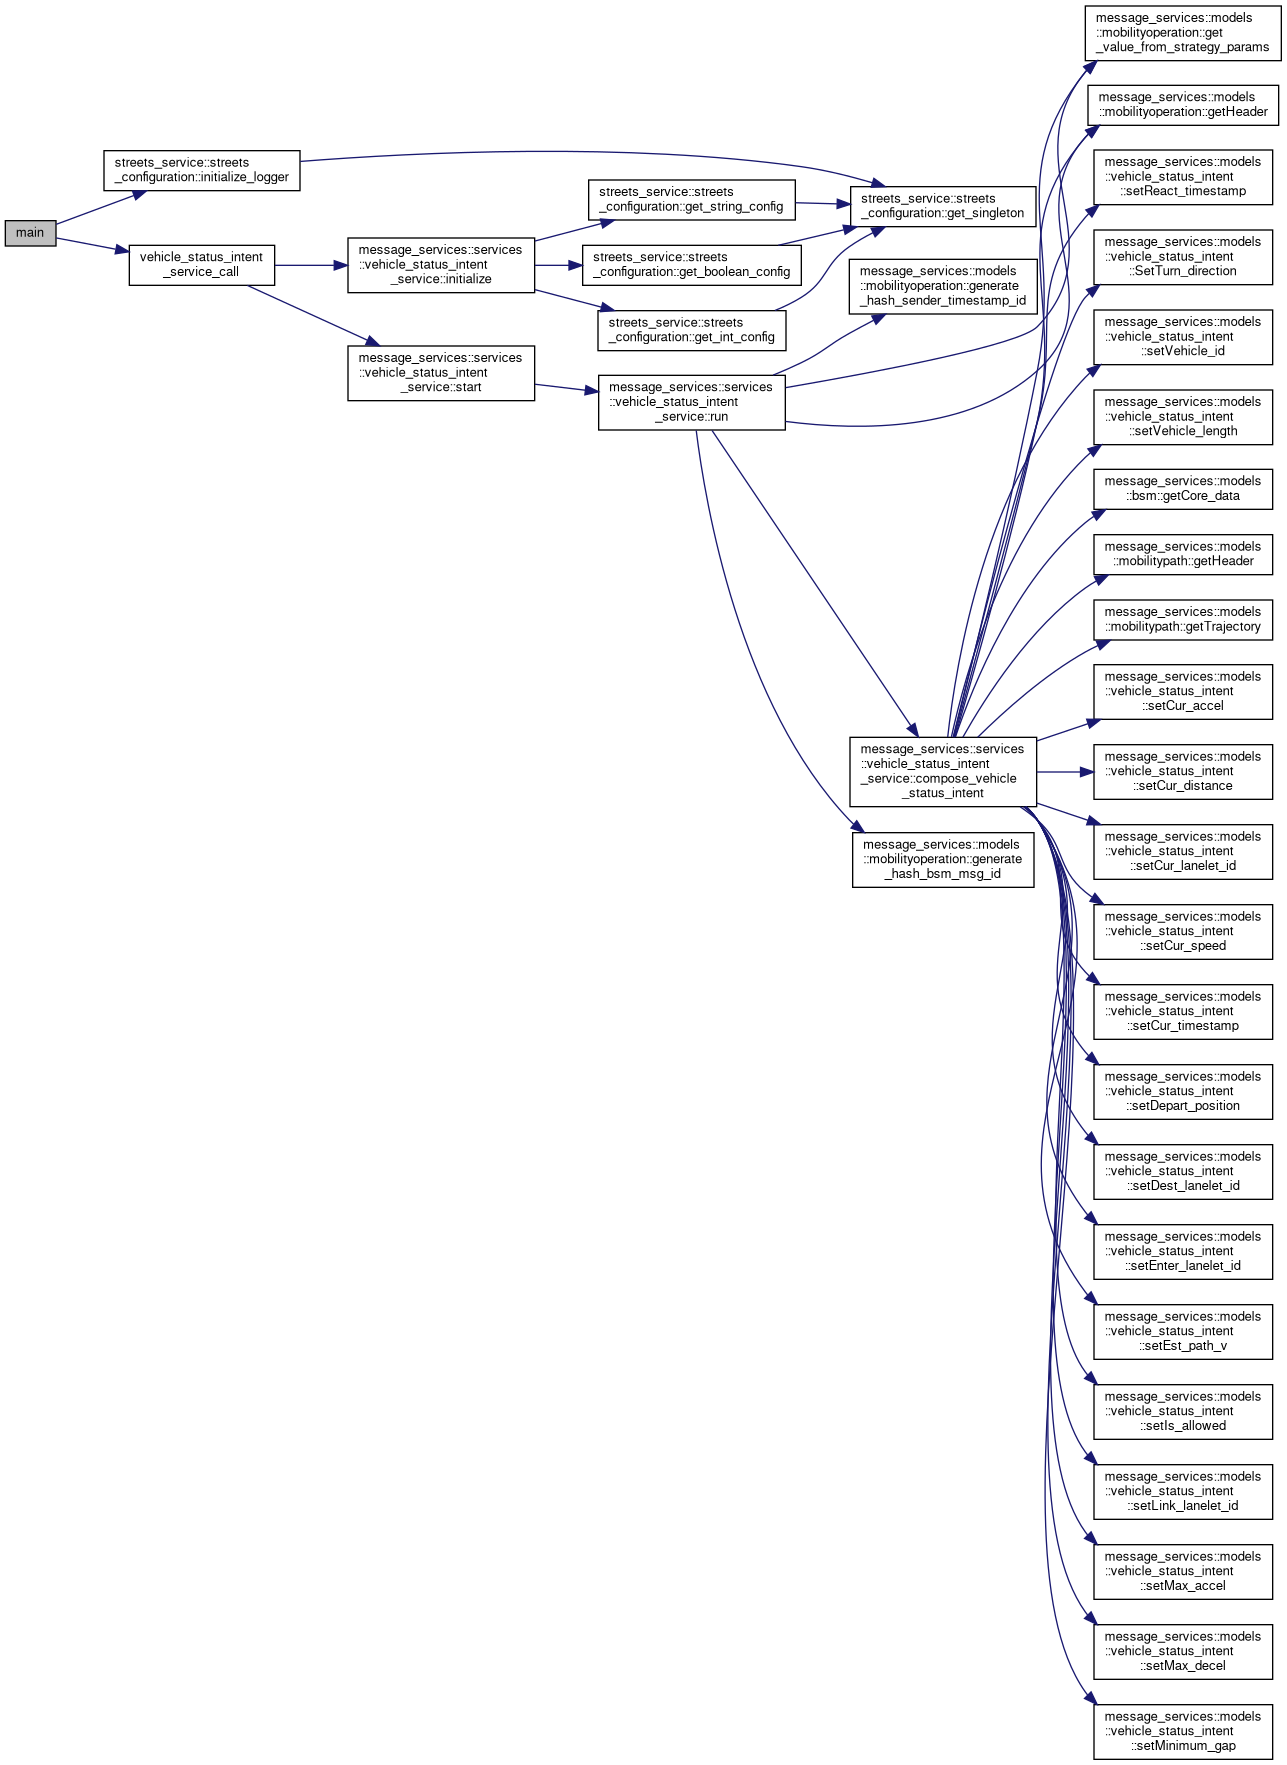 main
streets_service::streets
_configuration::initialize_logger
vehicle_status_intent
_service_call
message_services::services
::vehicle_status_intent
_service::initialize
message_services::services
::vehicle_status_intent
_service::start
streets_service::streets
_configuration::get_string_config
streets_service::streets
_configuration::get_boolean_config
streets_service::streets
_configuration::get_int_config
message_services::services
::vehicle_status_intent
_service::run
streets_service::streets
_configuration::get_singleton
message_services::models
::mobilityoperation::generate
_hash_sender_timestamp_id
message_services::services
::vehicle_status_intent
_service::compose_vehicle
_status_intent
message_services::models
::mobilityoperation::generate
_hash_bsm_msg_id
message_services::models
::mobilityoperation::get
_value_from_strategy_params
message_services::models
::mobilityoperation::getHeader
message_services::models
::vehicle_status_intent
::setReact_timestamp
message_services::models
::vehicle_status_intent
::SetTurn_direction
message_services::models
::vehicle_status_intent
::setVehicle_id
message_services::models
::vehicle_status_intent
::setVehicle_length
message_services::models
::bsm::getCore_data
message_services::models
::mobilitypath::getHeader
message_services::models
::mobilitypath::getTrajectory
message_services::models
::vehicle_status_intent
::setCur_accel
message_services::models
::vehicle_status_intent
::setCur_distance
message_services::models
::vehicle_status_intent
::setCur_lanelet_id
message_services::models
::vehicle_status_intent
::setCur_speed
message_services::models
::vehicle_status_intent
::setCur_timestamp
message_services::models
::vehicle_status_intent
::setDepart_position
message_services::models
::vehicle_status_intent
::setDest_lanelet_id
message_services::models
::vehicle_status_intent
::setEnter_lanelet_id
message_services::models
::vehicle_status_intent
::setEst_path_v
message_services::models
::vehicle_status_intent
::setIs_allowed
message_services::models
::vehicle_status_intent
::setLink_lanelet_id
message_services::models
::vehicle_status_intent
::setMax_accel
message_services::models
::vehicle_status_intent
::setMax_decel
message_services::models
::vehicle_status_intent
::setMinimum_gap